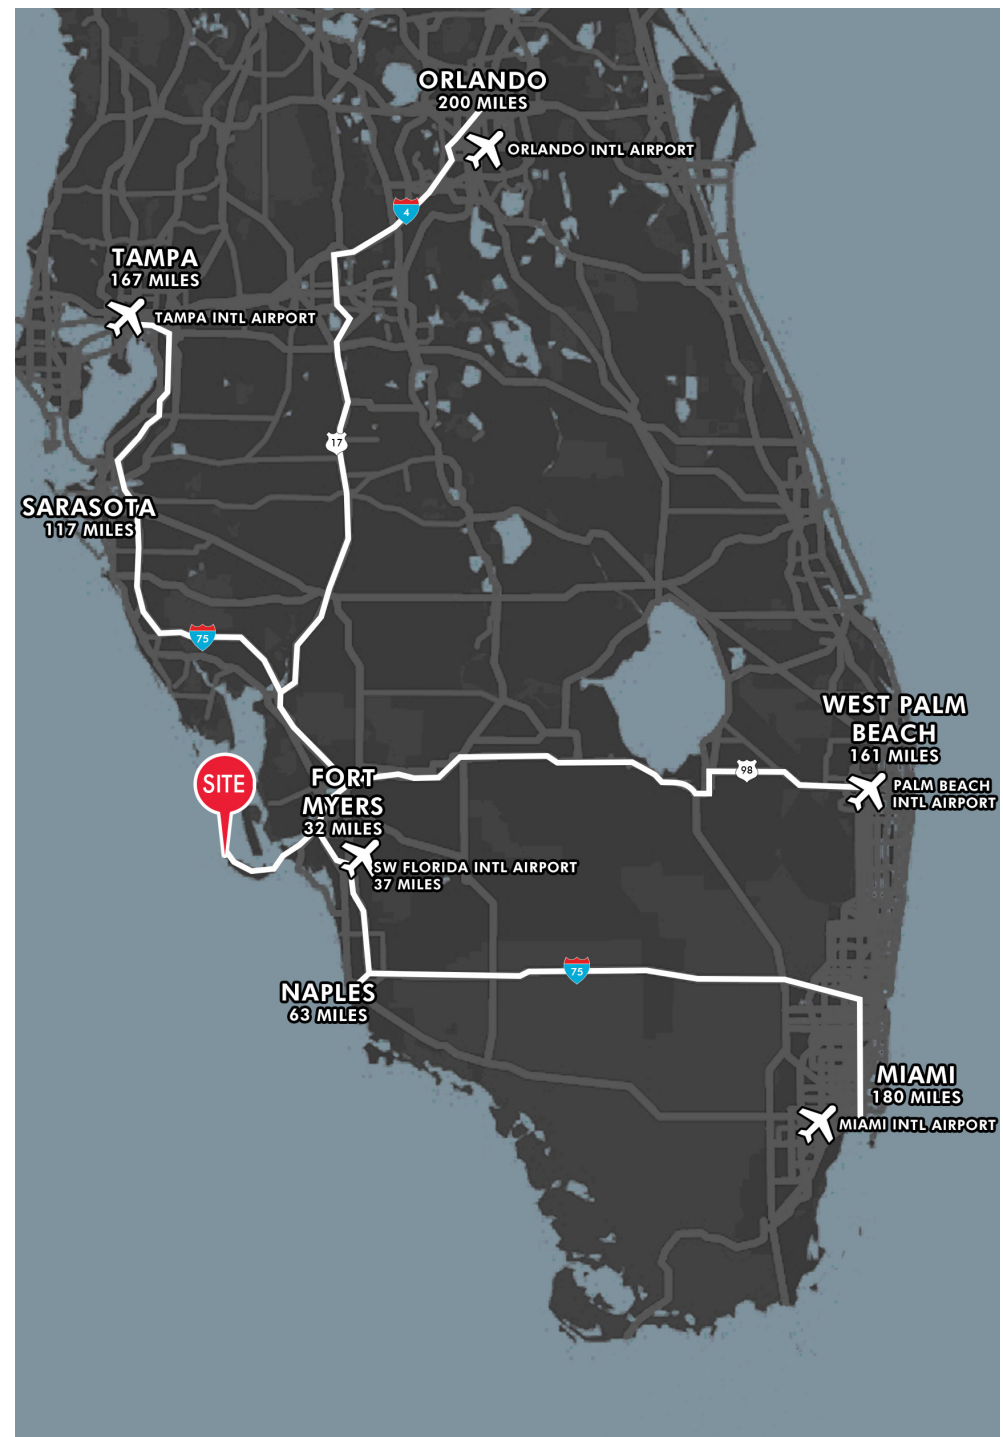 ORLANDO
200 MILES
ORLANDO INTL AIRPORT
4
TAMPA
167 MILES
TAMPA INTL AIRPORT
17
SARASOTA
117 MILES
75
WEST PALM
BEACH
161 MILES
98
PALM BEACH
INTL AIRPORT
SITE
FORT
MYERS
32 MILES
SW FLORIDA INTL AIRPORT
37 MILES
75
NAPLES
63 MILES
MIAMI
180 MILES
MIAMI INTL AIRPORT